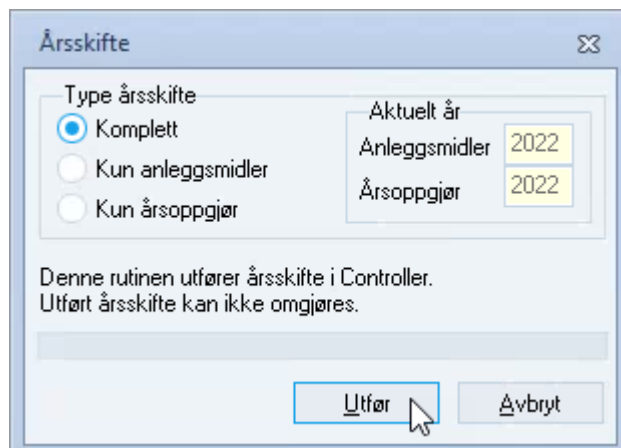 Årsskifte
Type årsskifte
Komplett
Kun anleggsmidler
Kun årsoppgjør
Aktuelt år
Anleggsmidler 2022
Årsoppgjør 2022
Denne rutinen utfører årsskifte i Controller.
Utført årsskifte kan ikke omgjøres.
Utfør Avbryt